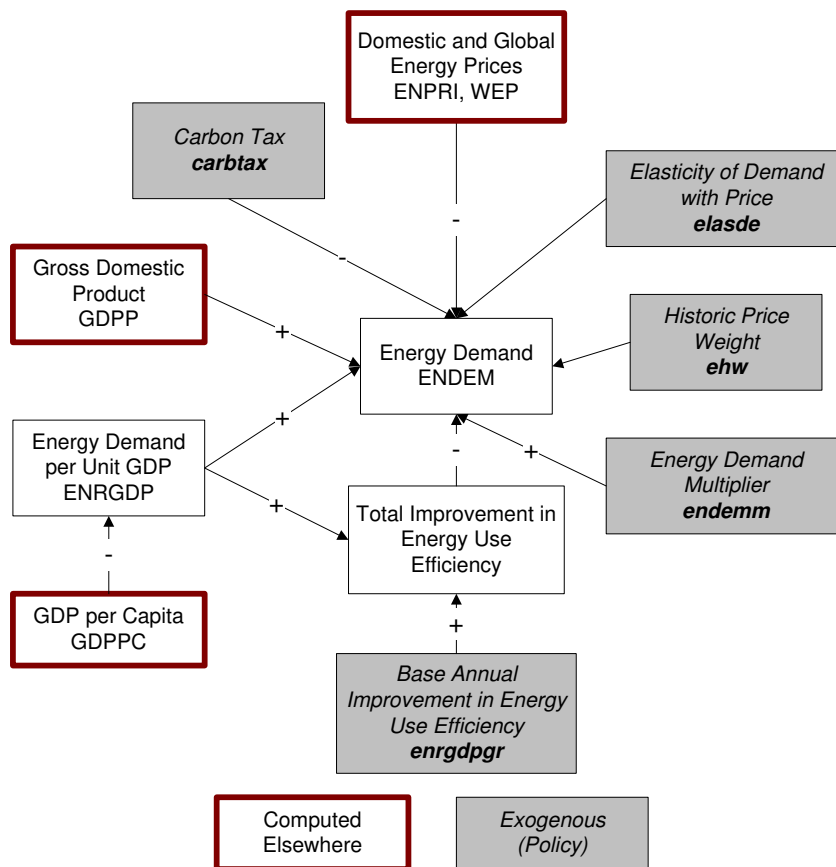 Domestic and Global
Energy Prices
ENPRI, WEP
Carbon Tax
carbtax
Elasticity of Demand
with Price
elasde
-
-
Gross Domestic
Product
GDPP
+
Energy Demand
ENDEM
Historic Price
Weight
ehw
+
Energy Demand
per Unit GDP
ENRGDP
-
+
Energy Demand
Multiplier
endemm
+
Total Improvement in
Energy Use
Efficiency
-
GDP per Capita
GDPPC
+
Base Annual
Improvement in Energy
Use Efficiency
enrgdpgr
Computed
Elsewhere
Exogenous
(Policy)